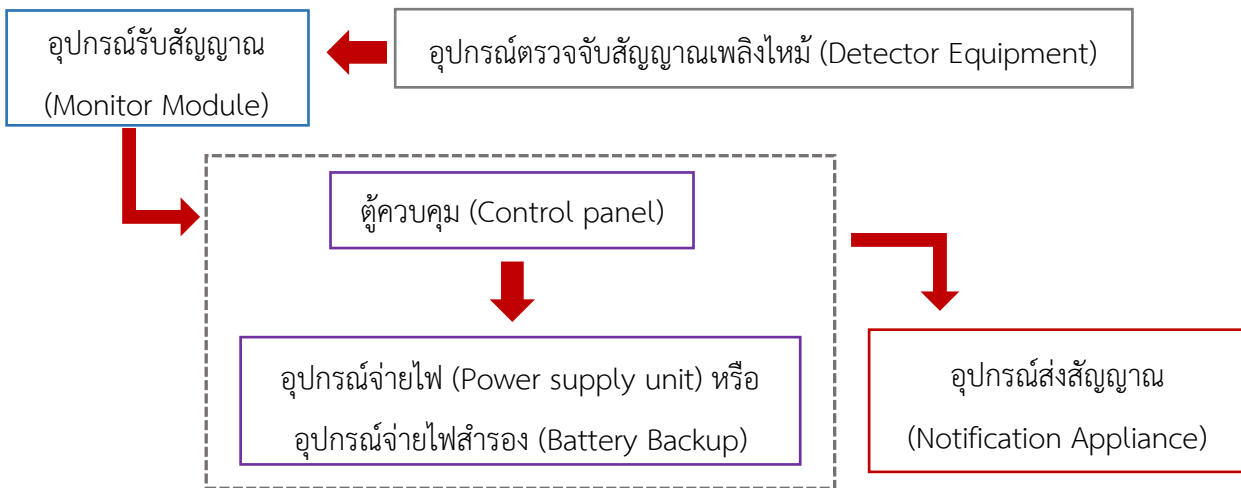 อุปกรณ์รับสัญญาณ
(Monitor Module)
อุปกรณ์ตรวจจับสัญญาณเพลิงไหม้ (Detector Equipment)
ตู้ควบคุม (Control panel)
อุปกรณ์จ่ายไฟ (Power supply unit) หรือ
อุปกรณ์จ่ายไฟสำรอง (Battery Backup)
อุปกรณ์ส่งสัญญาณ
(Notification Appliance)